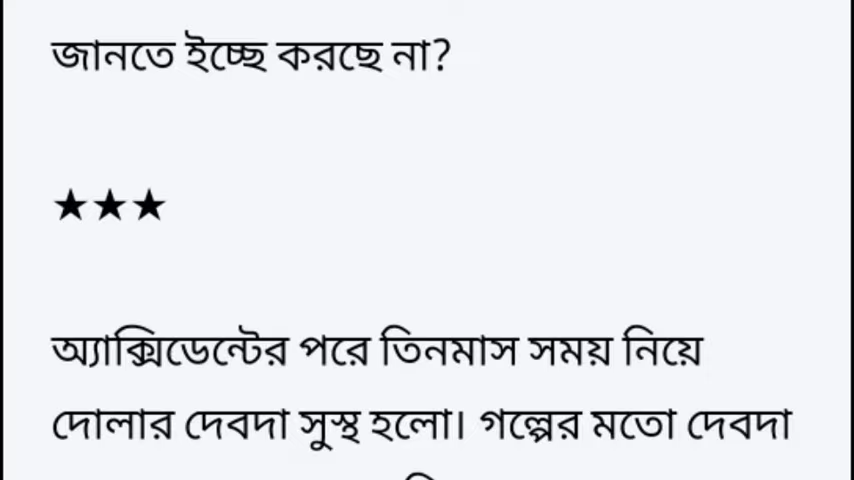 জানতে ইচ্ছে করছে না?
★★★
অ্যাক্সিডেন্টের পরে তিনমাস সময় নিয়ে
দোলার দেবদা সুস্থ হলো। গল্পের মতো দেবদা